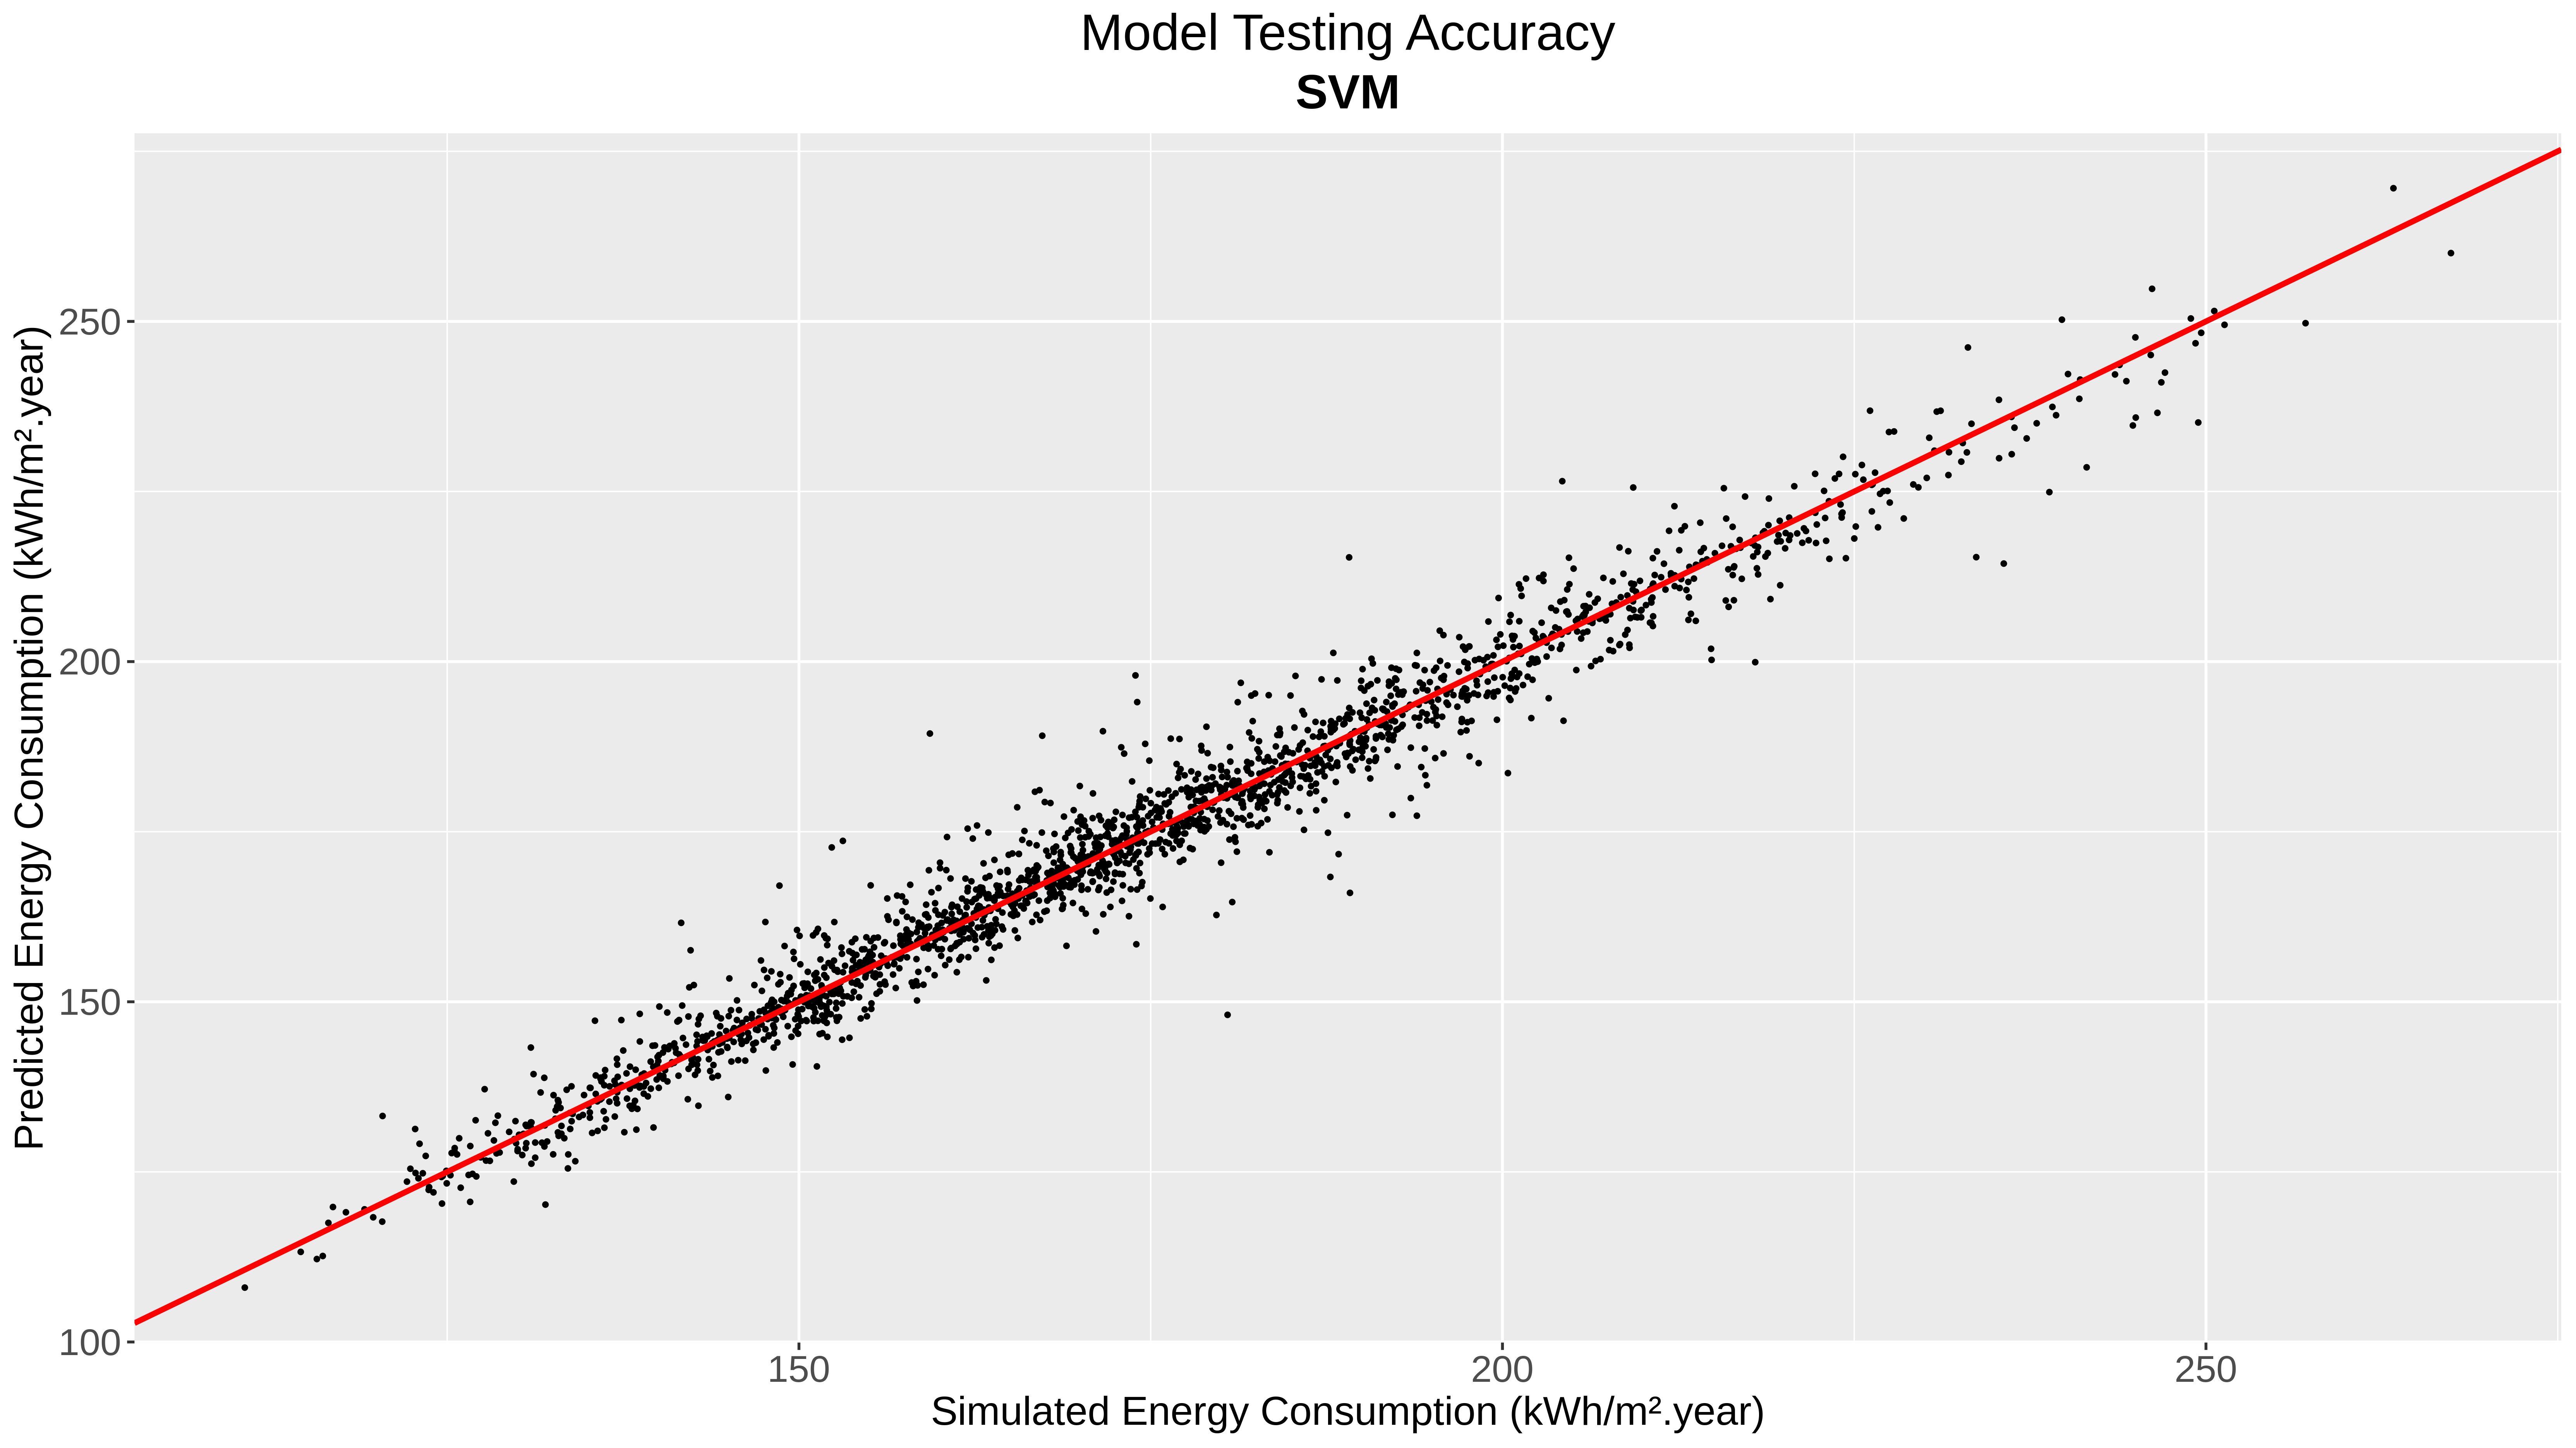 Model Testing Accuracy
SVM
Predicted Energy Consumption (kWh/m².year)
250
200
150
100
150
200
250
Simulated Energy Consumption (kWh/m².year)